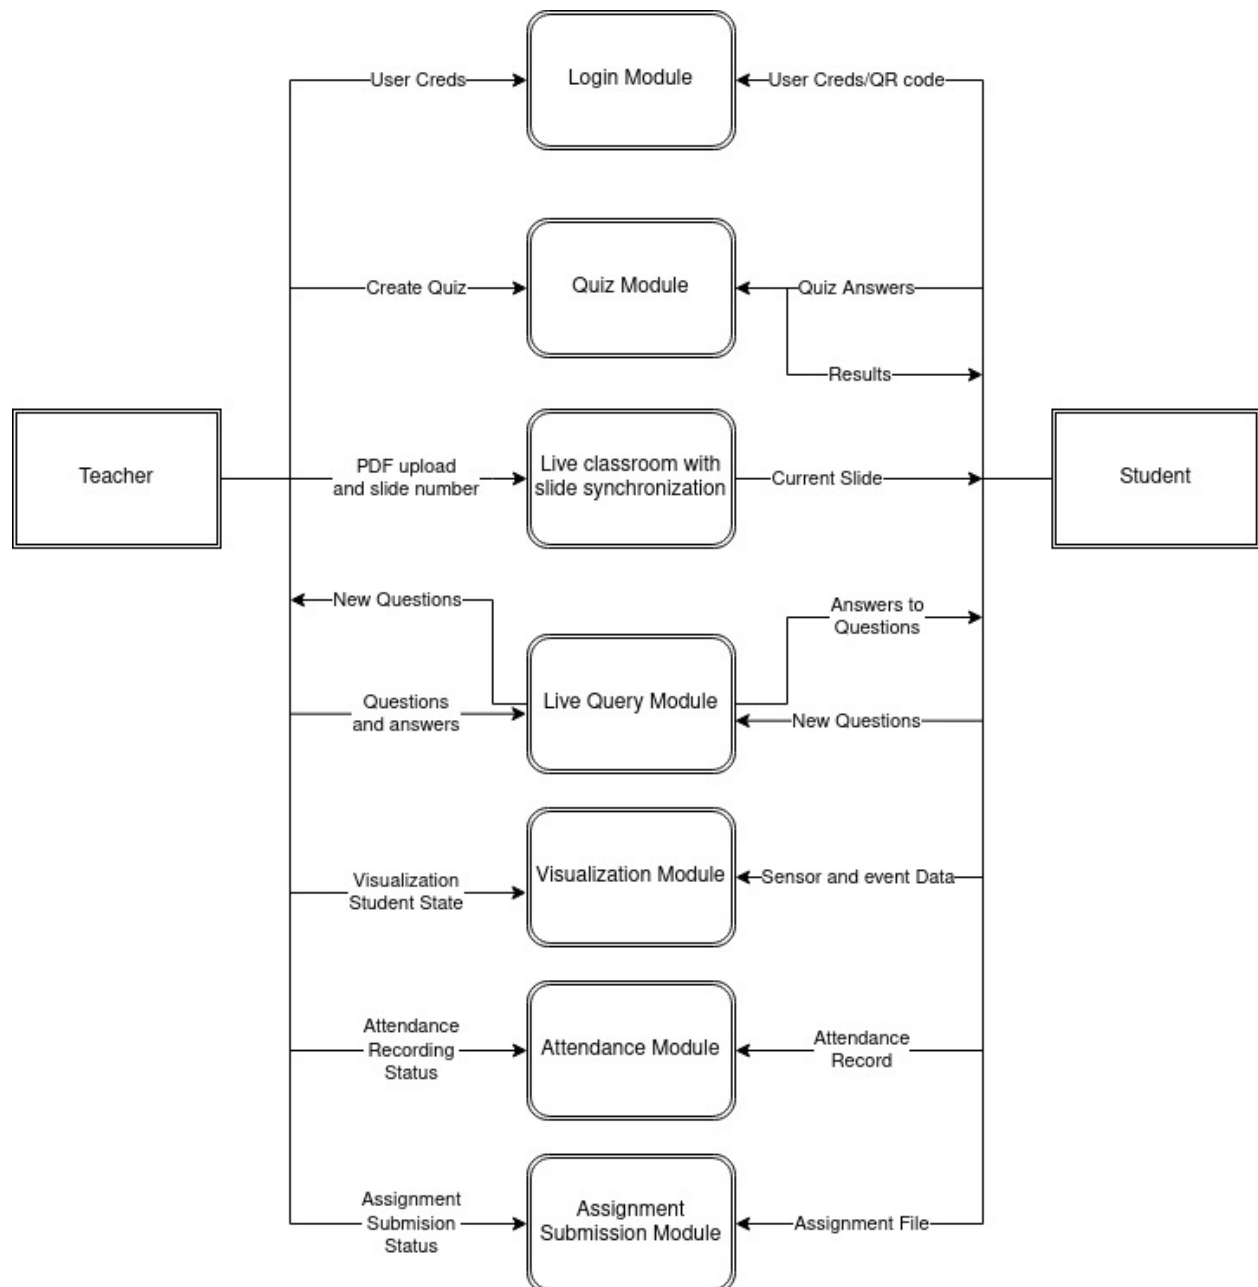 User Creds
Login Module
User Creds/QR code
Create Quiz
Quiz Module
Quiz Answers
Results
Teacher
PDF upload
and slide number
Live classroom with
slide synchronization
Current Slide
Student
New Questions
Answers to
Questions
Questions
and answers
Live Query Module
New Questions
Visualization
Student State
Visualization Module
Sensor and event Data
Attendance
Recording
Status
Attendance Module
Attendance
Record
Assignment
Submision
Status
Assignment
Submission Module
Assignment File